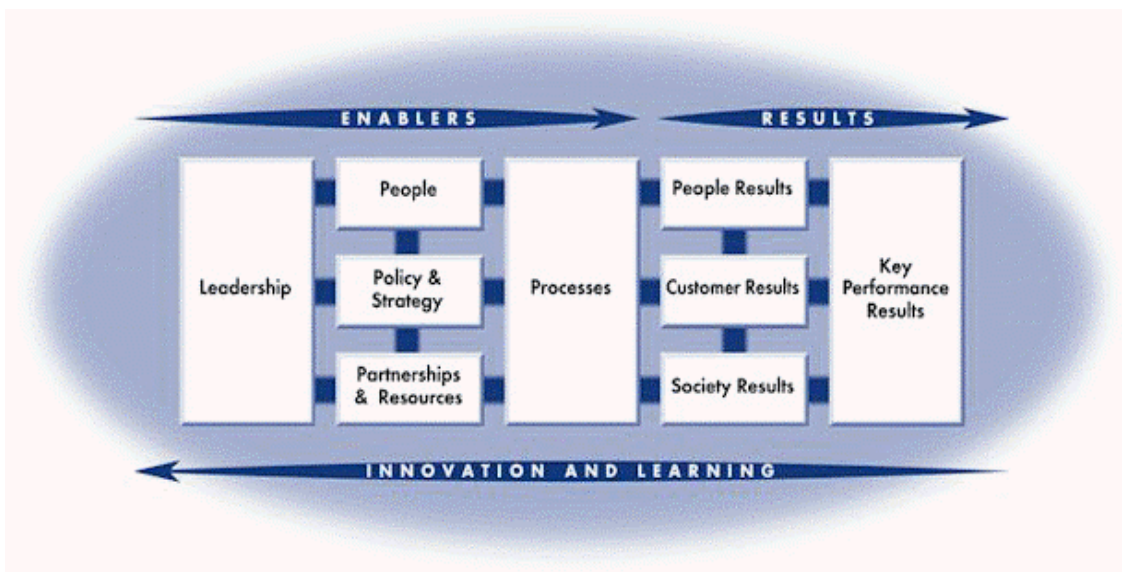 ENABLERS
RESULTS
People
People Results
Leadership
Policy &
Strategy
Processes
Customer Results
Key
Performance
Results
Partnerships
& Resources
Society Results
INNOVATION AND LEARNING